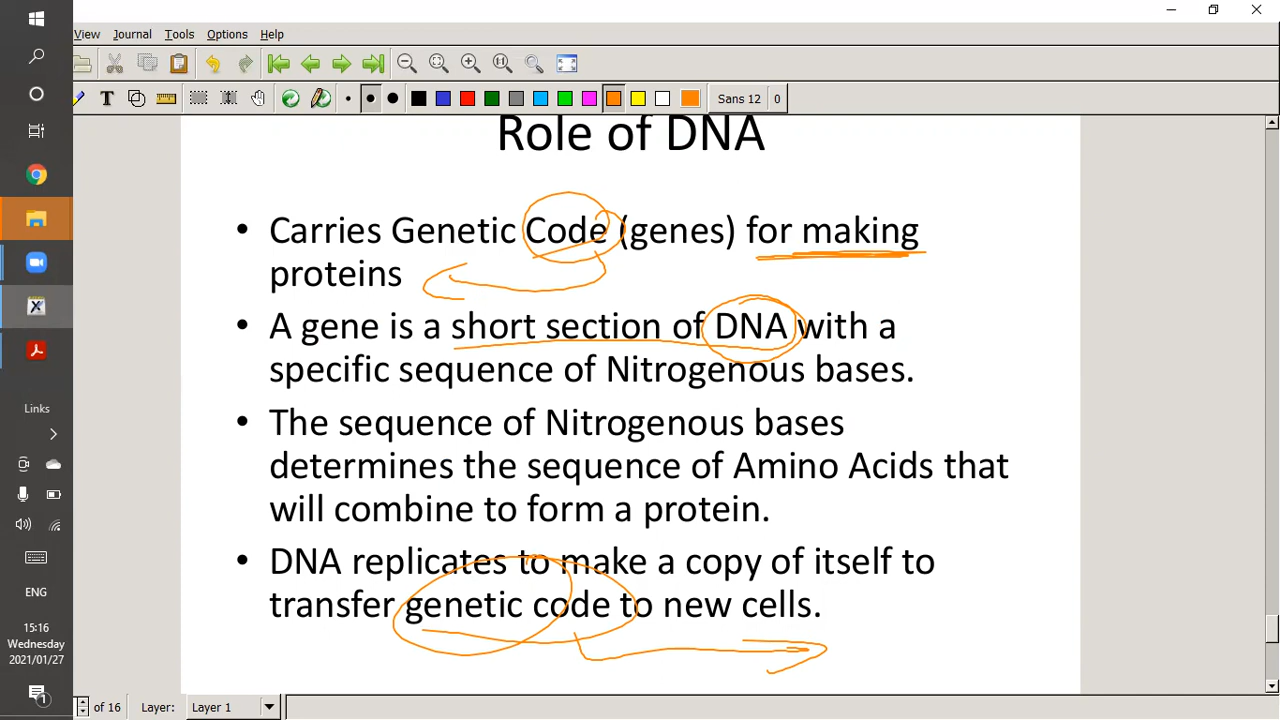 View Journal Tools Options Help
T Sans 12 0
Role of DNA
• Carries Genetic Code (genes) for making
proteins
• A gene is a short section of DNA with a
specific sequence of Nitrogenous bases.
• The sequence of Nitrogenous bases
determines the sequence of Amino Acids that
will combine to form a protein.
• DNA replicates to make a copy of itself to
transfer genetic code to new cells.
Links
ENG
15:16
Wednesday
2021/01/27
1
of 16 Layer: Layer 1